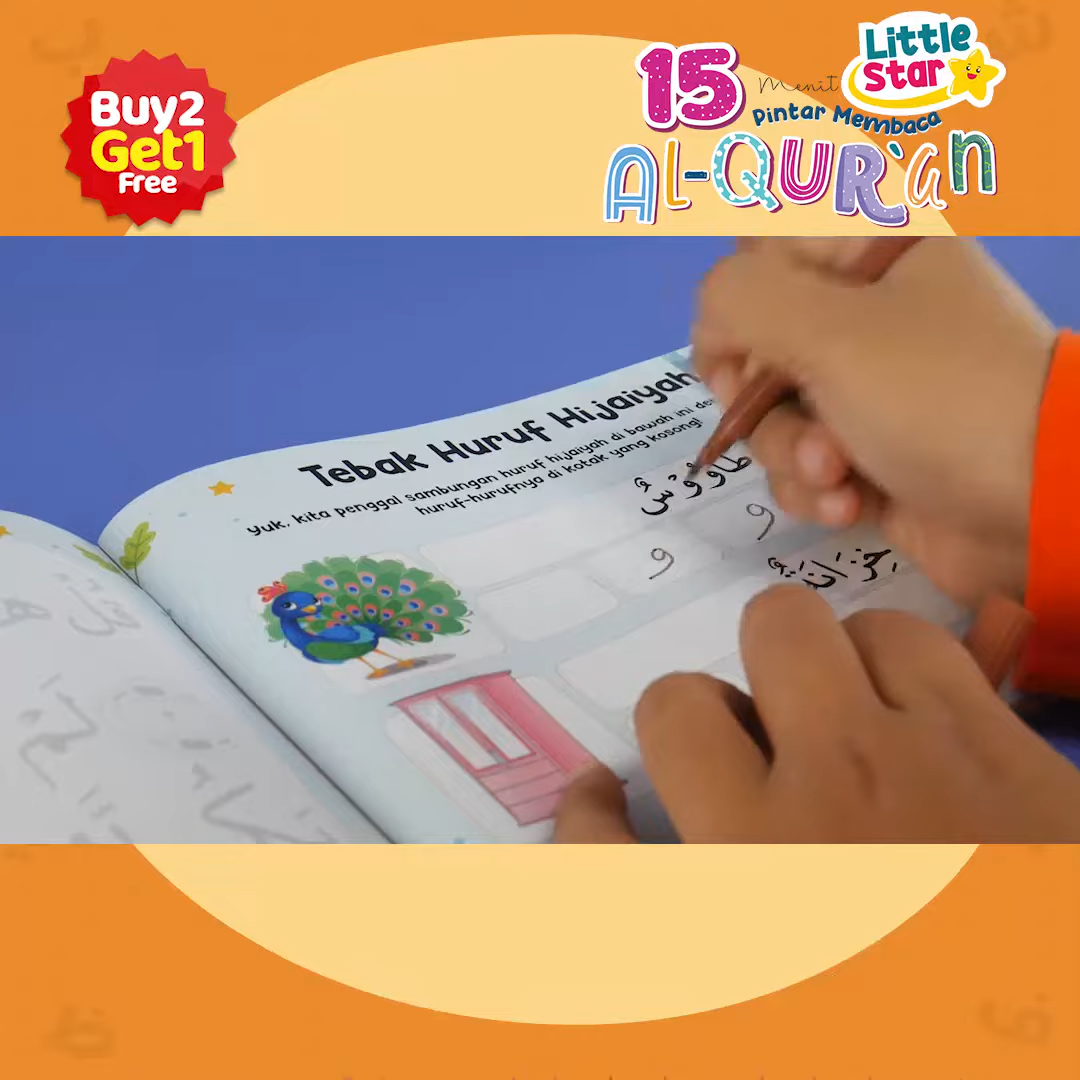 Buy2
Get1
Free
15 Menit
Little
Star
Pintar Membaca
AL-QUR'an
Tebak Huruf Hijaiyah
Yuk, kita penggal sambungan huruf hijaiyah di bawah ini
huruf-hurufnya di kotak yang kosong!
و و